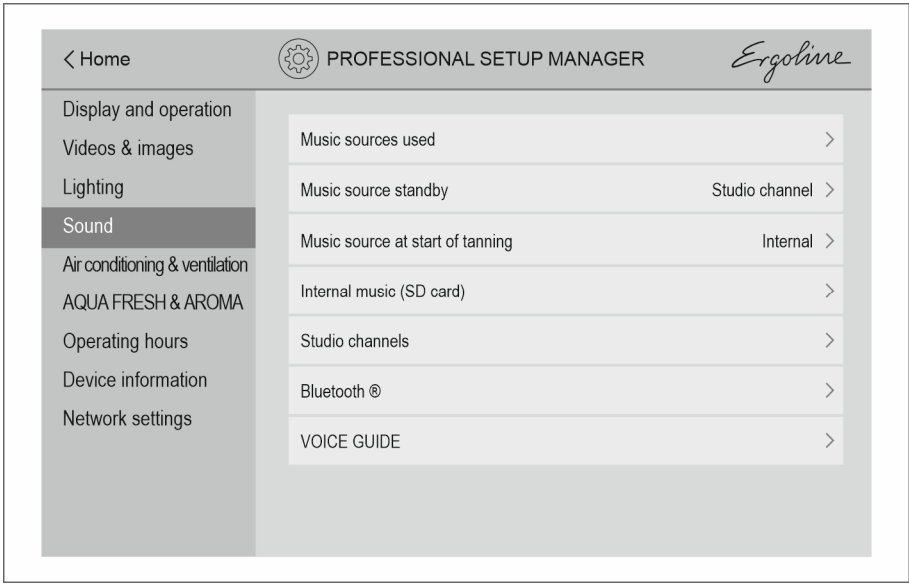 < Home
PROFESSIONAL SETUP MANAGER
Ergoline
Display and operation
Videos & images
Lighting
Sound
Air conditioning & ventilation
AQUA FRESH & AROMA
Operating hours
Device information
Network settings
Music sources used >
Music source standby Studio channel >
Music source at start of tanning Internal >
Internal music (SD card) >
Studio channels >
Bluetooth ® >
VOICE GUIDE >